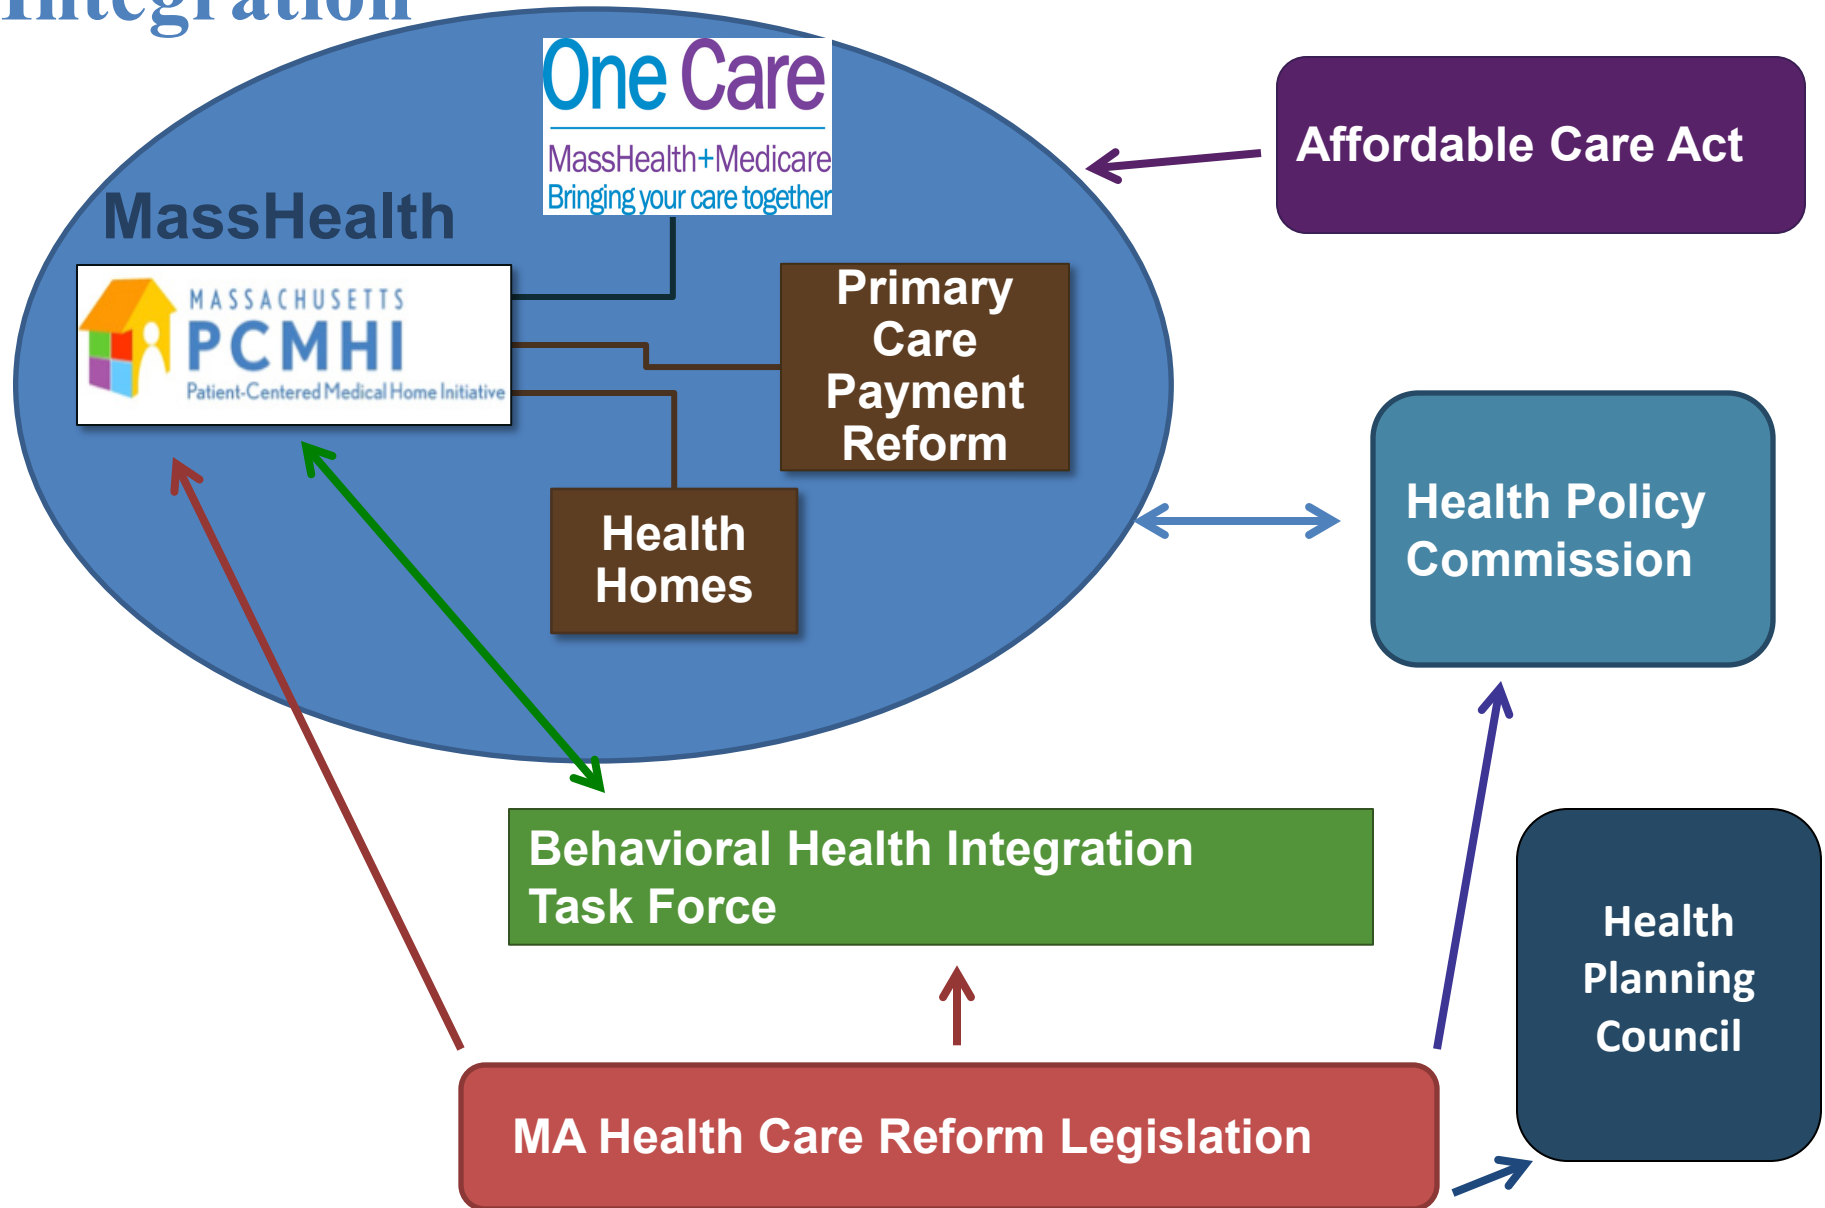 Integration
One Care
MassHealth+Medicare
Bringing your care together
MassHealth
MASSACHUSETTS
PCMHI
Patient-Centered Medical Home Initiative
Primary
Care
Payment
Reform
Health
Homes
Affordable Care Act
Health Policy
Commission
Behavioral Health Integration
Task Force
Health
Planning
Council
MA Health Care Reform Legislation